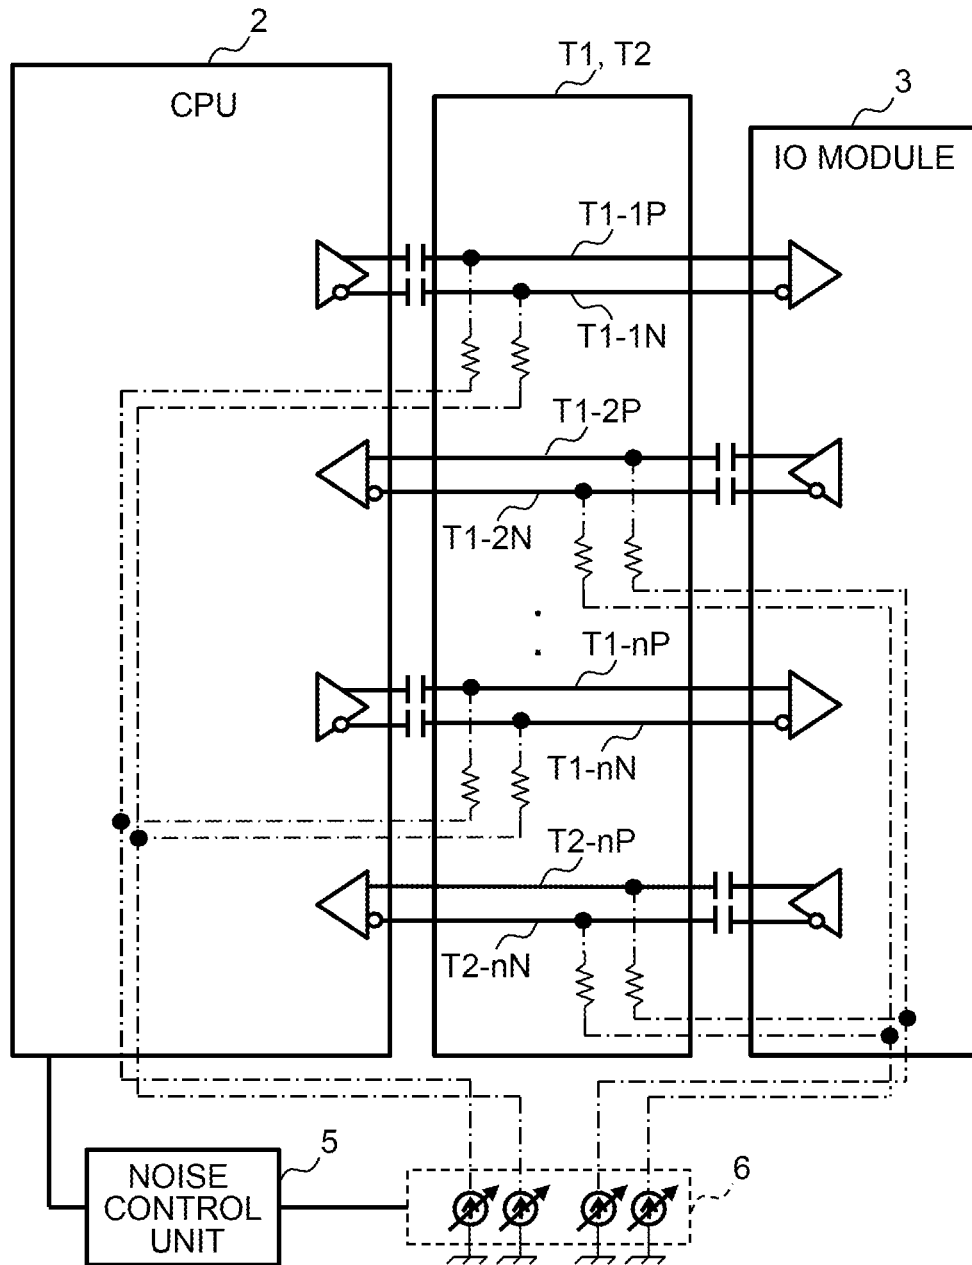 2
T1, T2
3
CPU
IO MODULE
T1-1P
T1-1N
T1-2P
T1-2N
T1-nP
T1-nN
T2-nP
T2-nN
5
6
NOISE
CONTROL
UNIT